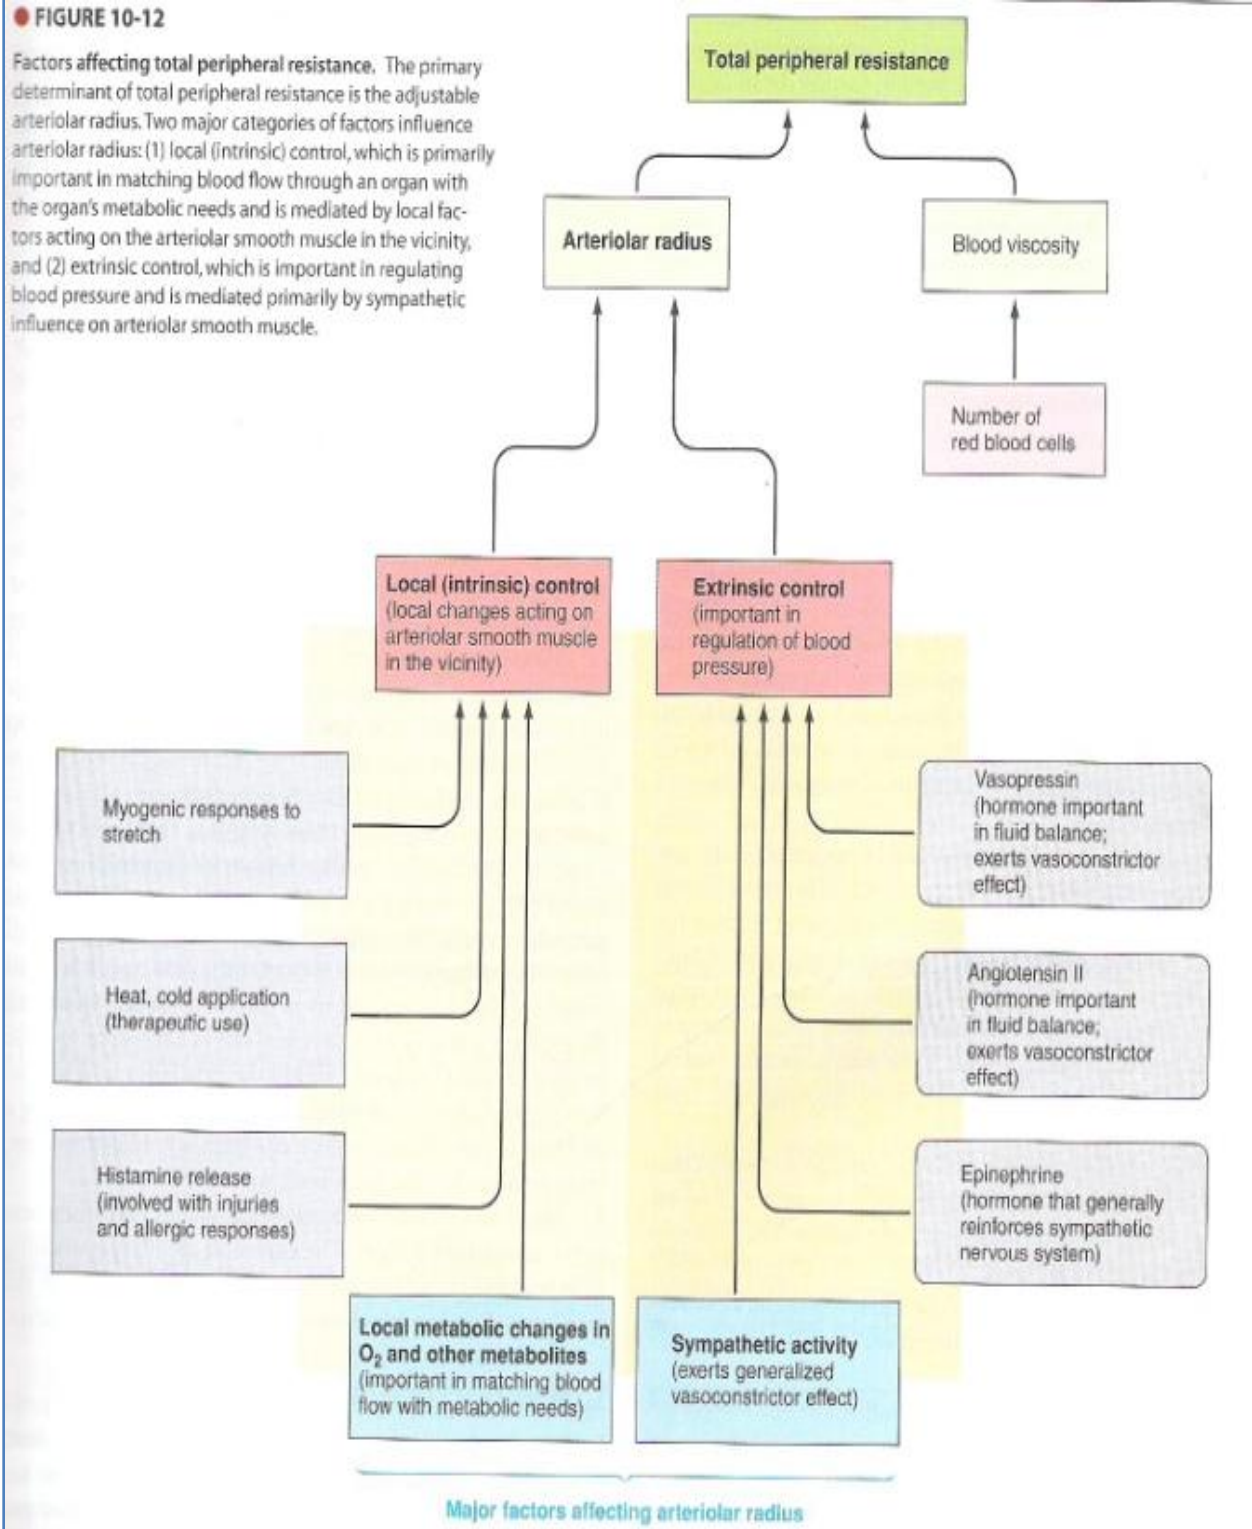 ● FIGURE 10-12
Factors affecting total peripheral resistance. The primary
determinant of total peripheral resistance is the adjustable
arteriolar radius. Two major categories of factors influence
arteriolar radius: (1) local (intrinsic) control, which is primarily
important in matching blood flow through an organ with
the organ's metabolic needs and is mediated by local fac-
tors acting on the arteriolar smooth muscle in the vicinity,
and (2) extrinsic control, which is important in regulating
blood pressure and is mediated primarily by sympathetic
influence on arteriolar smooth muscle.
Total peripheral resistance
Arteriolar radius
Blood viscosity
Number of
red blood cells
Local (intrinsic) control
(local changes acting on
arteriolar smooth muscle
in the vicinity)
Extrinsic control
(important in
regulation of blood
pressure)
Myogenic responses to
stretch
Heat, cold application
(therapeutic use)
Histamine release
(involved with injuries
and allergic responses)
Vasopressin
(hormone important
in fluid balance;
exerts vasoconstrictor
effect)
Angiotensin II
(hormone important
in fluid balance;
exerts vasoconstrictor
effect)
Epinephrine
(hormone that generally
reinforces sympathetic
nervous system)
Local metabolic changes in
O₂ and other metabolites
(important in matching blood
flow with metabolic needs)
Sympathetic activity
(exerts generalized
vasoconstrictor effect)
Major factors affecting arteriolar radius